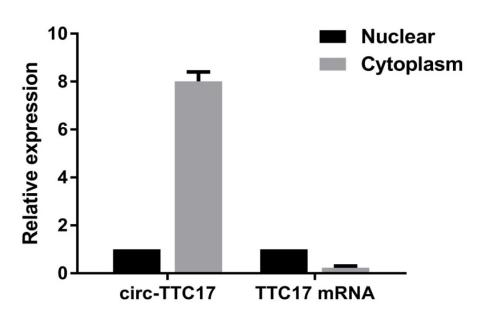 10
8
6
4
2
0
Relative expression
Nuclear
Cytoplasm
circ-TTC17
TTC17 mRNA